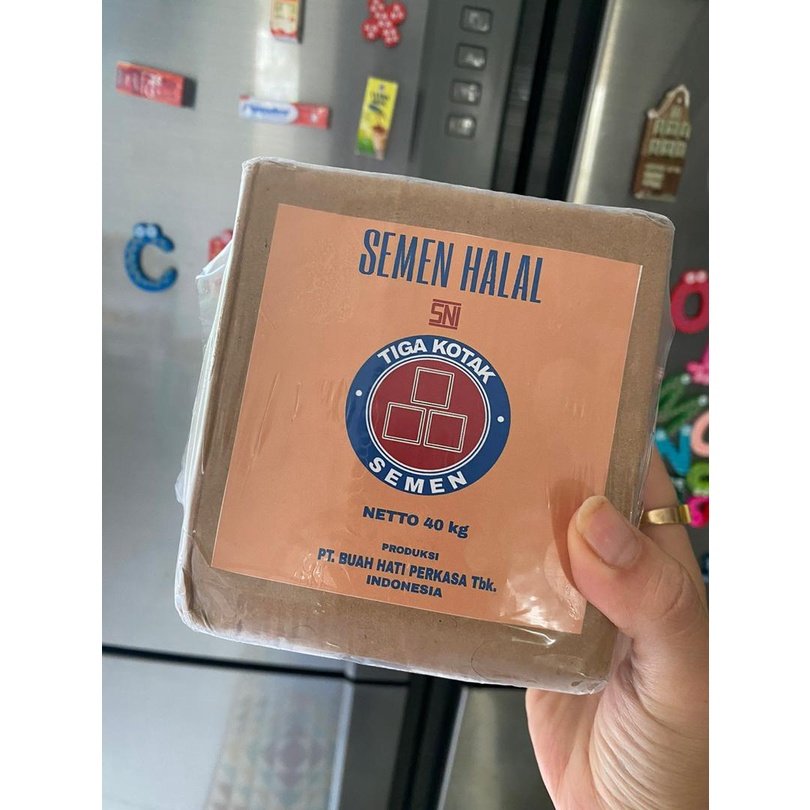 SEMEN HALAL
SNI
TIGA KOTAK
SEMEN
NETTO 40 kg
PRODUKSI
PT. BUAH HATI PERKASA Tbk.
INDONESIA
C